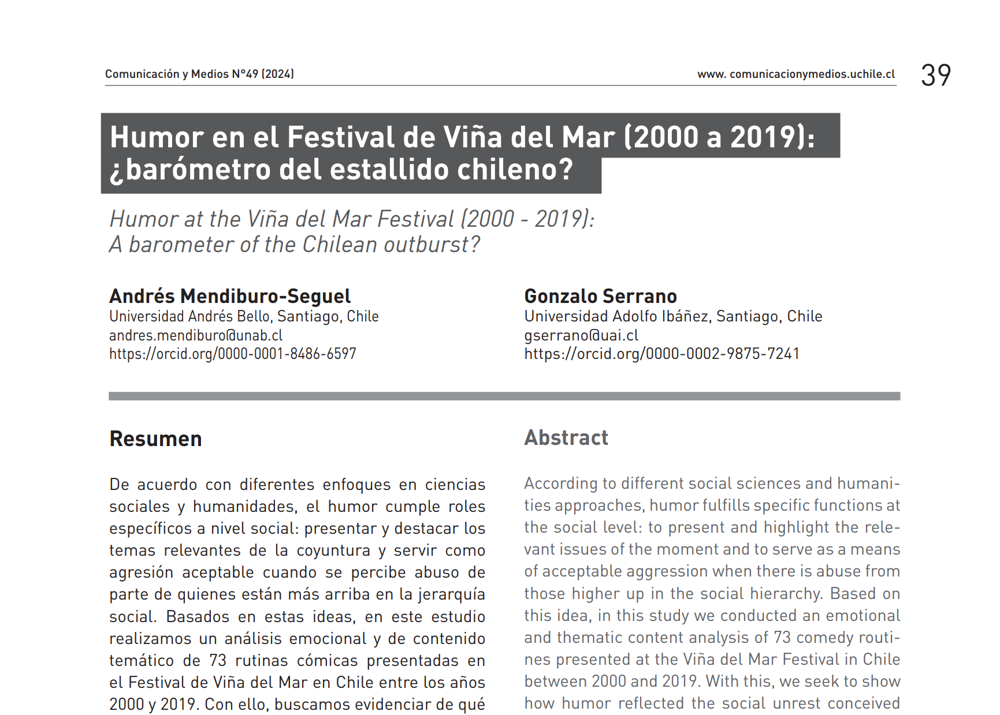 Comunicación y Medios N°49 (2024)
www. comunicacionymedios.uchile.cl
39
Humor en el Festival de Viña del Mar (2000 a 2019):
¿barómetro del estallido chileno?
Humor at the Viña del Mar Festival (2000 - 2019):
A barometer of the Chilean outburst?
Andrés Mendiburo-Seguel
Universidad Andrés Bello, Santiago, Chile
andres.mendiburo@unab.cl
https://orcid.org/0000-0001-8486-6597
Gonzalo Serrano
Universidad Adolfo Ibáñez, Santiago, Chile
gserrano@uai.cl
https://orcid.org/0000-0002-9875-7241
Resumen
De acuerdo con diferentes enfoques en ciencias
sociales y humanidades, el humor cumple roles
específicos a nivel social: presentar y destacar los
temas relevantes de la coyuntura y servir como
agresión aceptable cuando se percibe abuso de
parte de quienes están más arriba en la jerarquía
social. Basados en estas ideas, en este estudio
realizamos un análisis emocional y de contenido
temático de 73 rutinas cómicas presentadas en
el Festival de Viña del Mar en Chile entre los años
2000 y 2019. Con ello, buscamos evidenciar de qué
Abstract
According to different social sciences and humani-
ties approaches, humor fulfills specific functions at
the social level: to present and highlight the rele-
vant issues of the moment and to serve as a means
of acceptable aggression when there is abuse from
those higher up in the social hierarchy. Based on
this idea, in this study we conducted an emotional
and thematic content analysis of 73 comedy routi-
nes presented at the Viña del Mar Festival in Chile
between 2000 and 2019. With this, we seek to show
how humor reflected the social unrest conceived